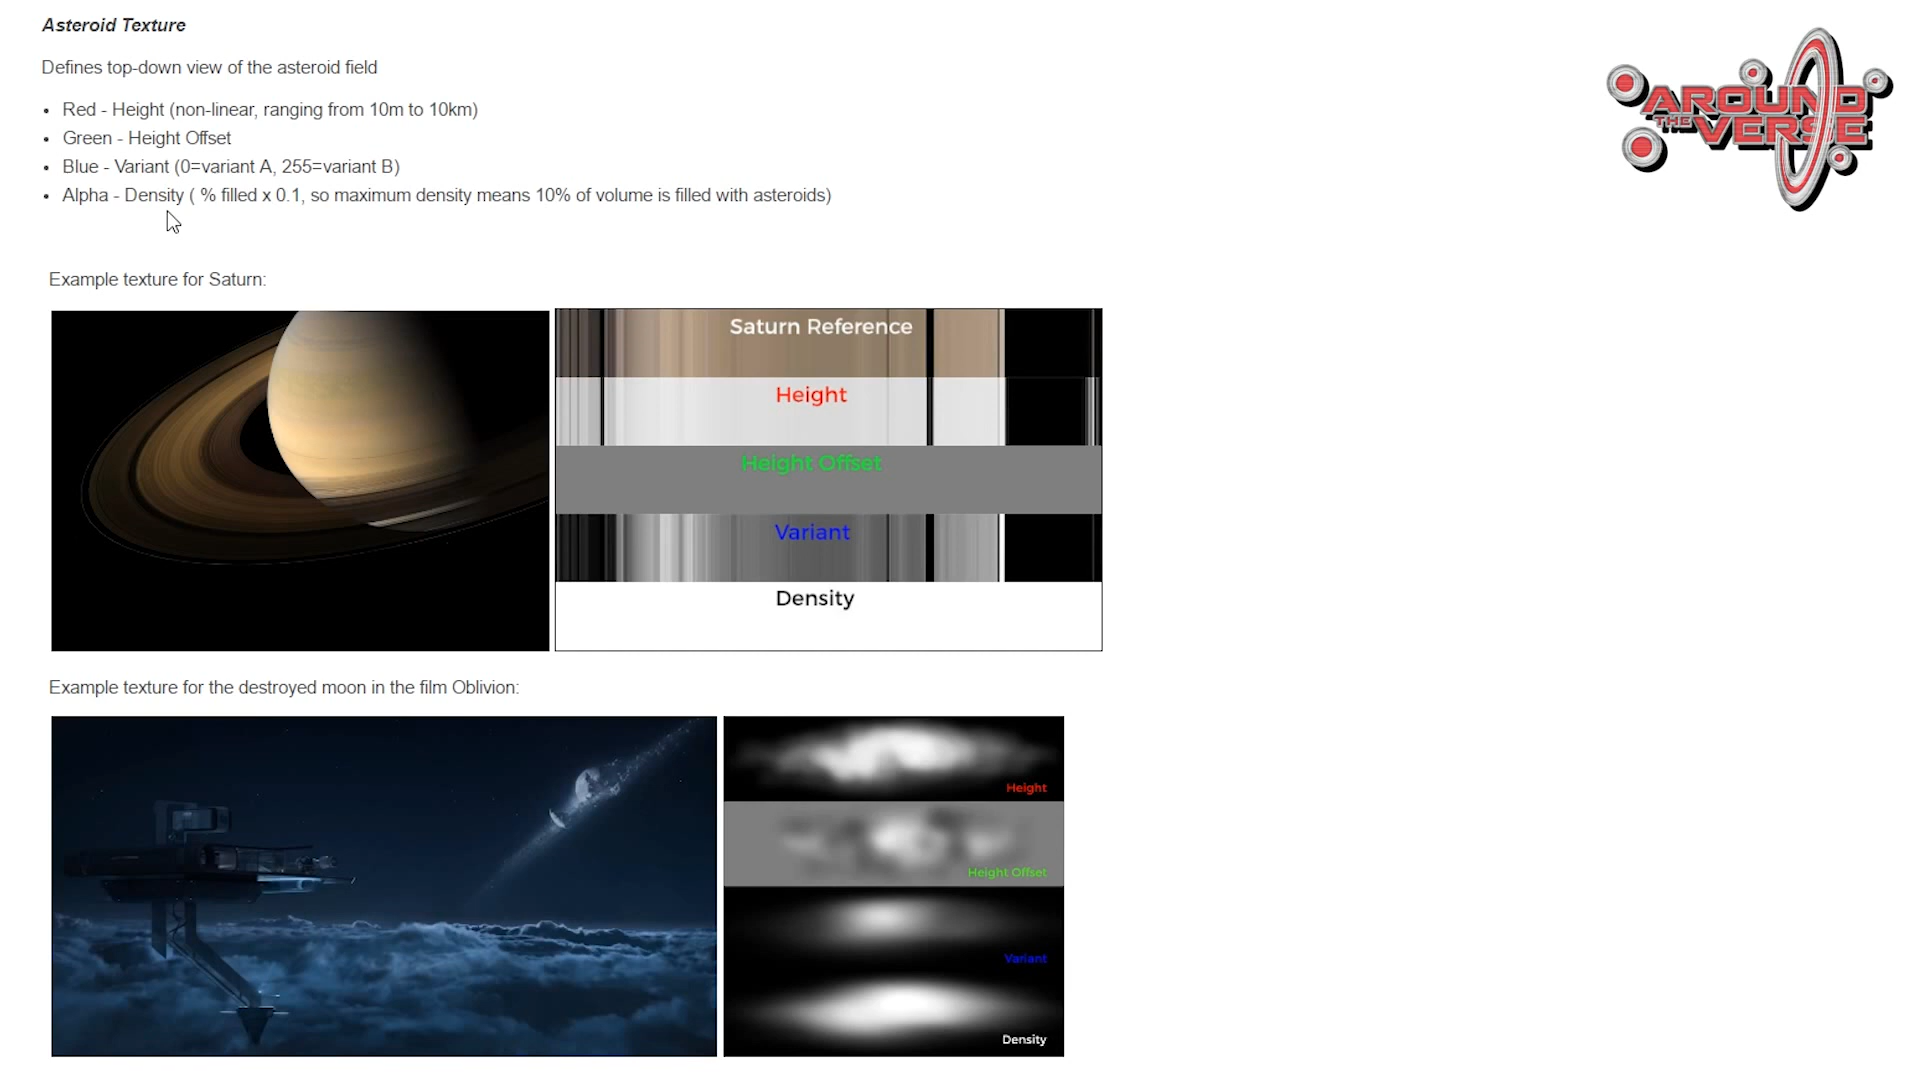 Asteroid Texture
Defines top-down view of the asteroid field
• Red - Height (non-linear, ranging from 10m to 10km)
• Green - Height Offset
• Blue - Variant (0=variant A, 255=variant B)
• Alpha - Density ( % filled x 0.1, so maximum density means 10% of volume is filled with asteroids)
AROUND
THE VERSE
Example texture for Saturn:
Saturn Reference
Height
Height Offset
Variant
Density
Example texture for the destroyed moon in the film Oblivion:
Height
Height Offset
Variant
Density